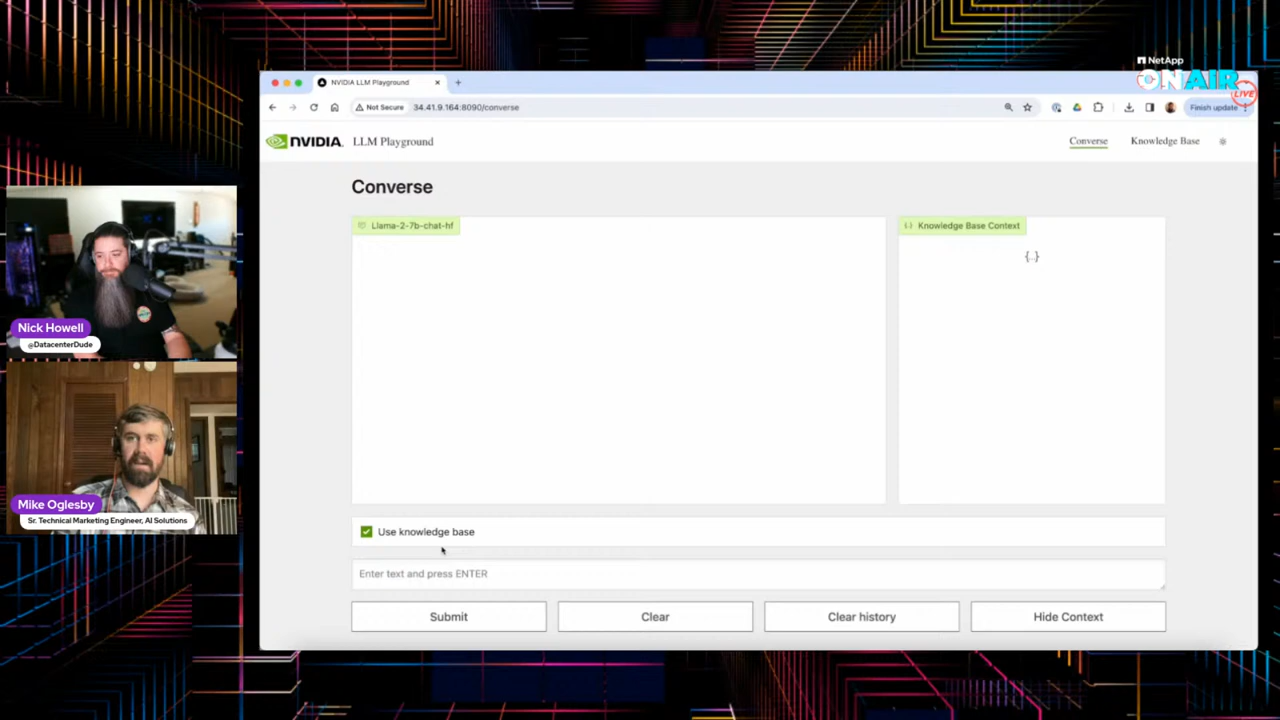 NetApp
ON AIR
LIVE
NVIDIA LLM Playground
Not Secure
34.41.9.164:8090/converse
Finish update
NVIDIA. LLM Playground
Converse
Knowledge Base
Converse
Llama-2-7b-chat-hf
Knowledge Base Context
{..}
Nick Howell
@DatacenterDude
Mike Oglesby
Sr. Technical Marketing Engineer, AI Solutions
Use knowledge base
Enter text and press ENTER
Submit
Clear
Clear history
Hide Context